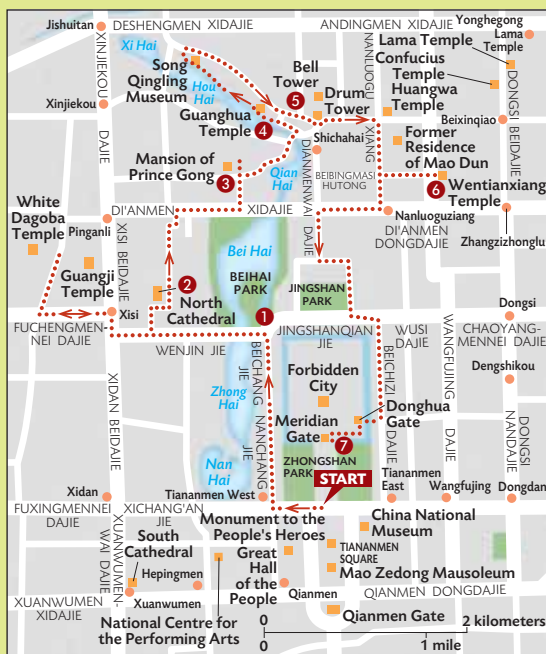 Jishuitan
DESHENGMEN XIDAJIE
ANDINGMEN XIDAJIE
Yonghegong
Lama
Temple
Xi Hai
XINJIEKOU
DAJIE
Song
Qingling
Museum
Hou
Hai
Bell
Tower
5
Drum
Tower
NANLUOGU
XIANG
Lama Temple
Confucius
Temple
Huangwa
Temple
DONGSI BEIDAJIE
Xinjiekou
Guanghua
Temple
4
Shichahai
Beixinqiao
Former
Residence
of Mao Dun
Mansion of
Prince Gong
3
Qian
Hai
DIANMENWAI DAJIE
BEIBINGMASI
HUTONG
6
Wentianxiang
Temple
White
Dagoba
Temple
Pinganli
DI'ANMEN
XIDAJIE
Nanluoguziang
DI'ANMEN
DONGDAJIE
Zhangzizhonglu
XISI BEIDAJIE
Guangji
Temple
Bei Hai
BEIHAI
PARK
JINGSHAN
PARK
2
North
Cathedral
Xisi
1
Dongsi
FUCHENGMEN-
NEI DAJIE
WENJIN JIE
JINGSHANQIAN
JIE
WUSI
DAJIE
CHAOYANG-
MENNEI DAJIE
XIDAN BEIDAJIE
Zhong
Hai
BEICHANG
JIE
NANCHANG
JIE
Forbidden
City
BEICHIZI
DAJIE
WANGFUJING
DAJIE
Dengshikou
Donghua
Gate
Meridian
Gate
7
DONGSI
NANDAJIE
Nan
Hai
ZHONGSHAN
PARK
START
Xidan
Tiananmen West
Tiananmen
East
Wangfujing
Dongdan
FUXINGMENNEI
DAJIE
XICHANG'AN
JIE
XUANWUMEN-
WAI DAJIE
South
Cathedral
Monument to the
People's Heroes
China National
Museum
Great
Hall
of the
People
TIANANMEN
SQUARE
Mao Zedong Mausoleum
Hepingmen
Qianmen
QIANMEN DONGDAJIE
XUANWUMEN
XIDAJIE
Xuanwumen
National Centre for
the Performing Arts
Qianmen Gate
0
2 kilometers
0
1 mile